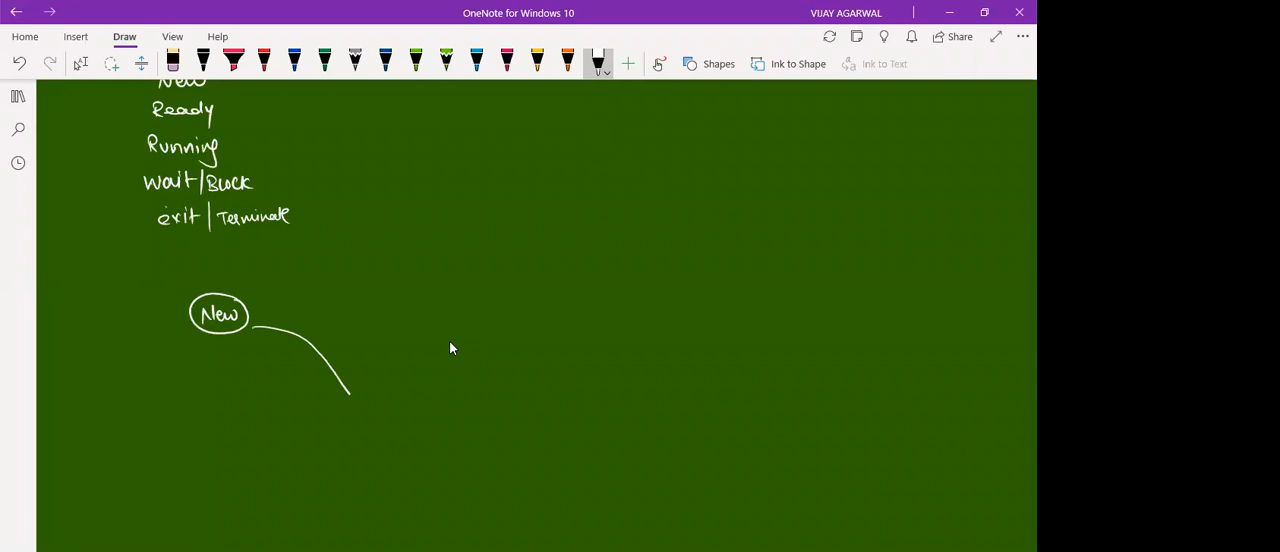 OneNote for Windows 10
VIJAY AGARWAL
Home Insert Draw View Help
Share
Shapes Ink to Shape Ink to Text
New
Ready
Running
Wait/Block
exit | Terminate
New